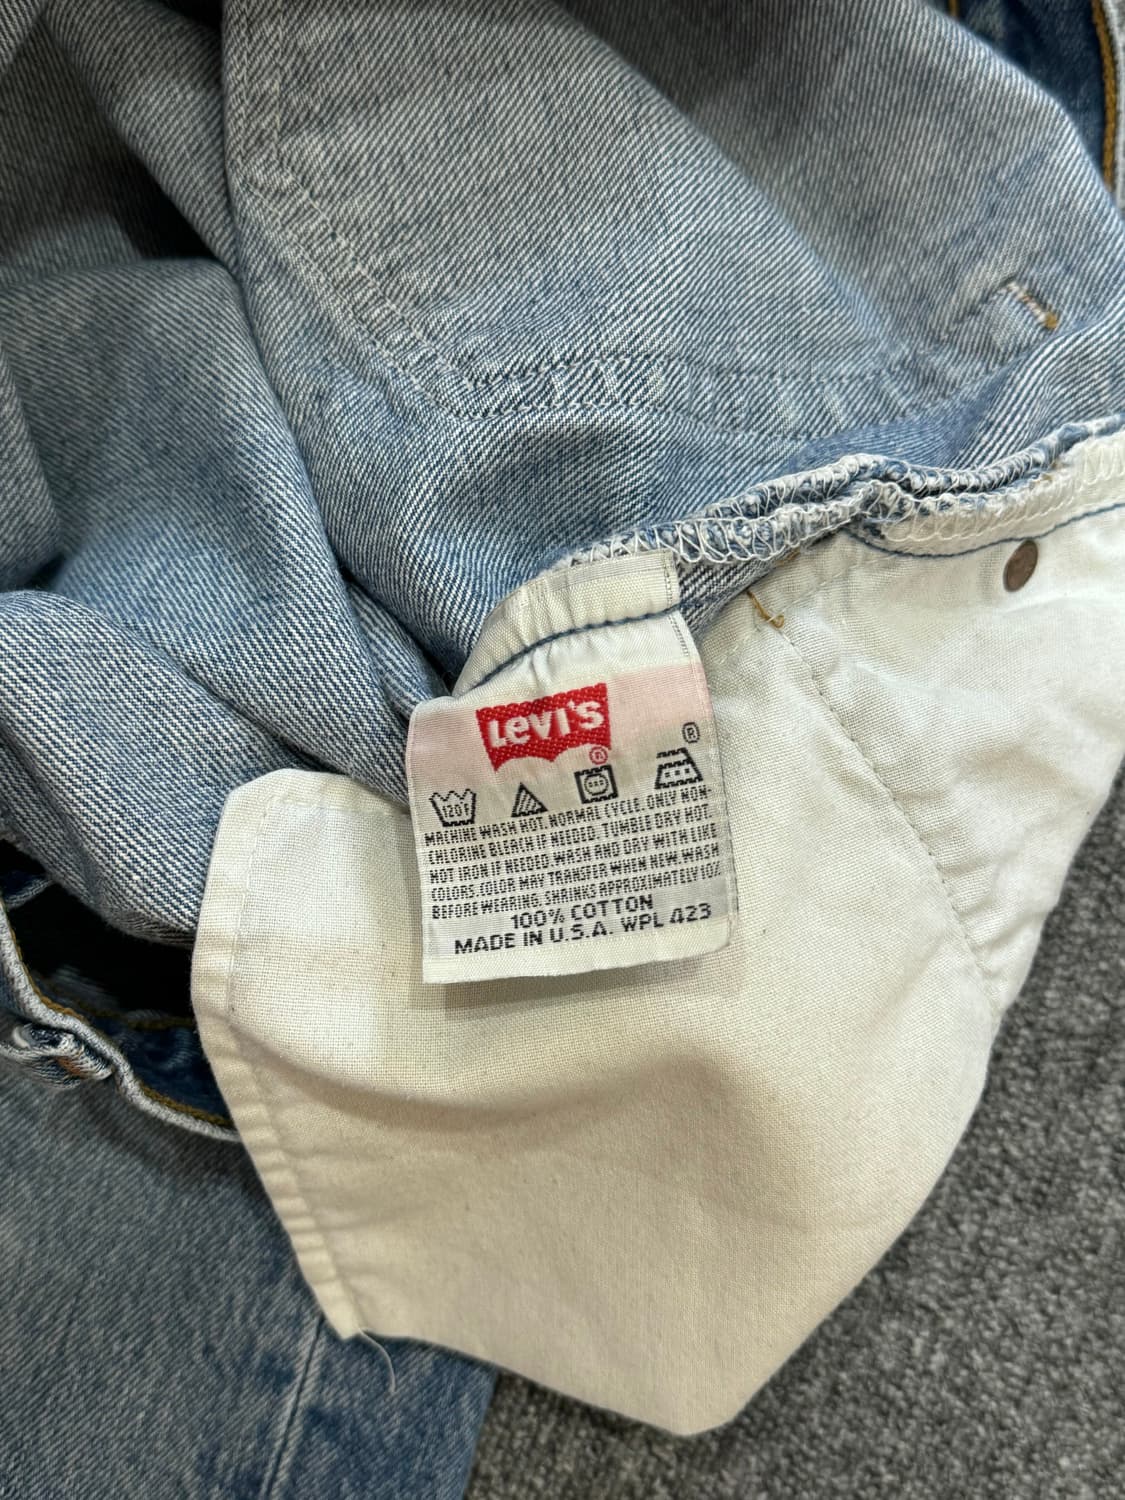 LEVI'S
®
®
120F
MACHINE WASH HOT, NORMAL CYCLE. ONLY NON-
CHLORINE BLEACH IF NEEDED. TUMBLE DRY HOT.
HOT IRON IF NEEDED. WASH AND DRY WITH LIKE
COLORS. COLOR MAY TRANSFER WHEN NEW. WASH
BEFORE WEARING. SHRINKS APPROXIMATELY 10%
100% COTTON
MADE IN U.S.A. WPL 423